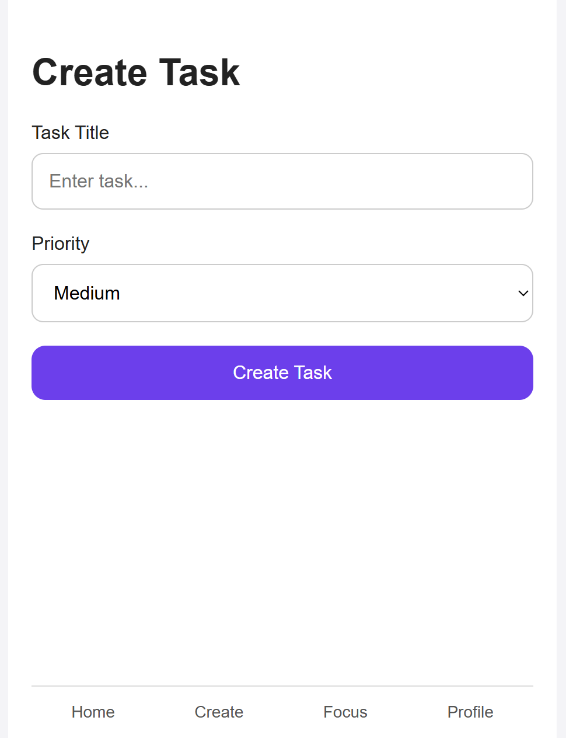 Create Task
Task Title
Enter task...
Priority
Medium
Create Task
Home Create Focus Profile